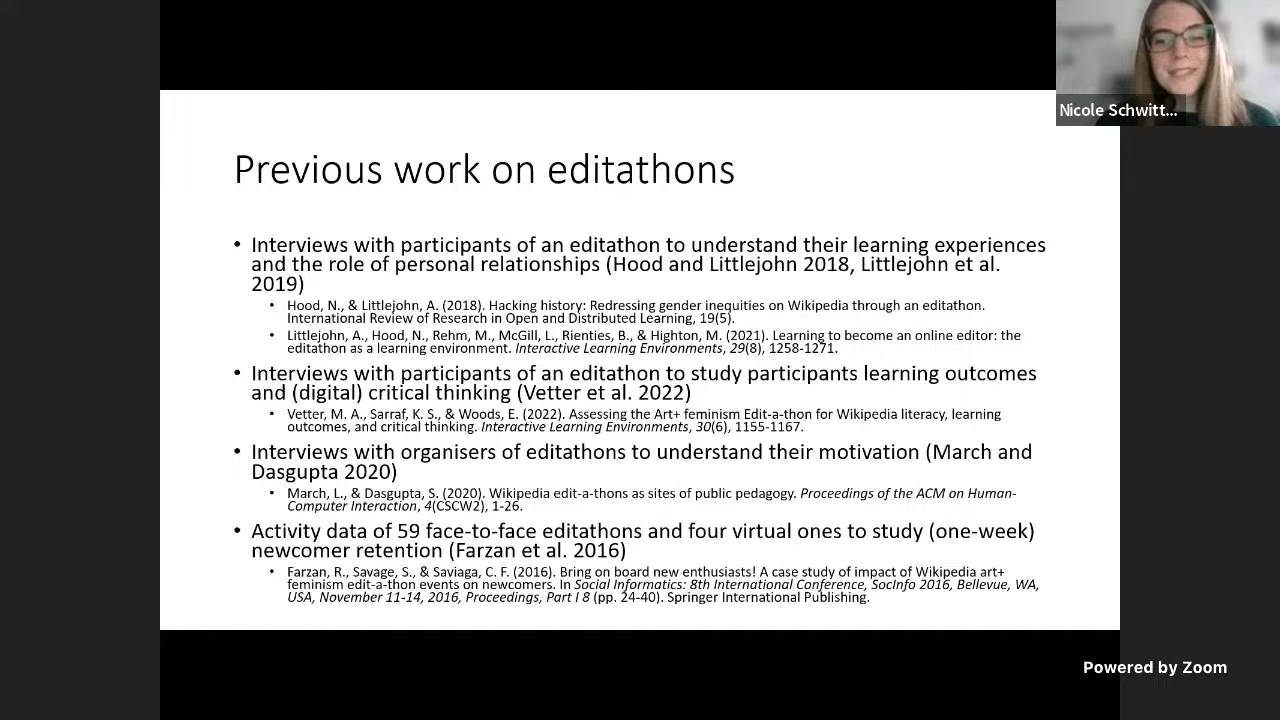 Nicole Schwitt...
Previous work on editathons
• Interviews with participants of an editathon to understand their learning experiences
and the role of personal relationships (Hood and Littlejohn 2018, Littlejohn et al.
2019)
• Hood, N., & Littlejohn, A. (2018). Hacking history: Redressing gender inequities on Wikipedia through an editathon.
International Review of Research in Open and Distributed Learning, 19(5).
• Littlejohn, A., Hood, N., Rehm, M., McGill, L., Rienties, B., & Highton, M. (2021). Learning to become an online editor: the
editathon as a learning environment. Interactive Learning Environments, 29(8), 1258-1271.
• Interviews with participants of an editathon to study participants learning outcomes
and (digital) critical thinking (Vetter et al. 2022)
• Vetter, M. A., Sarraf, K. S., & Woods, E. (2022). Assessing the Art+ feminism Edit-a-thon for Wikipedia literacy, learning
outcomes, and critical thinking. Interactive Learning Environments, 30(6), 1155-1167.
• Interviews with organisers of editathons to understand their motivation (March and
Dasgupta 2020)
• March, L., & Dasgupta, S. (2020). Wikipedia edit-a-thons as sites of public pedagogy. Proceedings of the ACM on Human-
Computer Interaction, 4(CSCW2), 1-26.
• Activity data of 59 face-to-face editathons and four virtual ones to study (one-week)
newcomer retention (Farzan et al. 2016)
• Farzan, R., Savage, S., & Saviaga, C. F. (2016). Bring on board new enthusiasts! A case study of impact of Wikipedia art+
feminism edit-a-thon events on newcomers. In Social Informatics: 8th International Conference, SocInfo 2016, Bellevue, WA,
USA, November 11-14, 2016, Proceedings, Part I 8 (pp. 24-40). Springer International Publishing.
Powered by Zoom